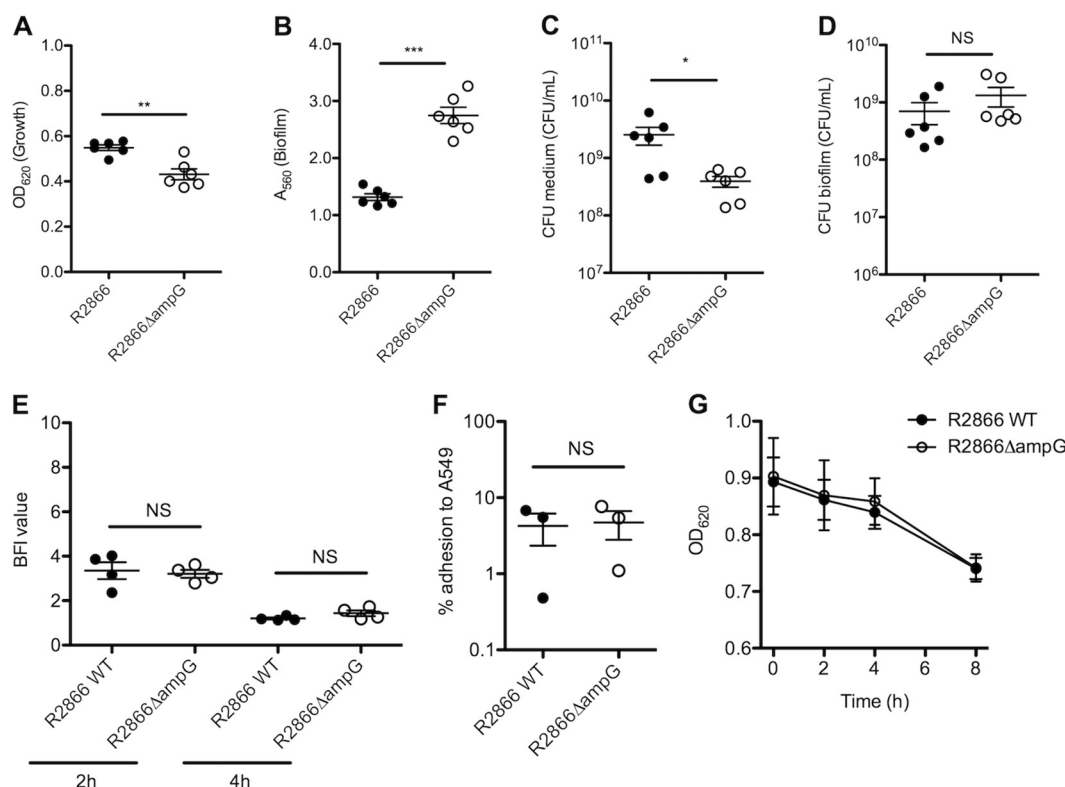 A
OD620 (Growth)
1.0
0.8
0.6
0.4
0.2
0.0
**
R2866
R2866ΔampG
B
A560 (Biofilm)
4.0
3.0
2.0
1.0
0.0
***
R2866
R2866ΔampG
C
CFU medium (CFU/mL)
10^11
10^10
10^9
10^8
10^7
*
R2866
R2866ΔampG
D
CFU biofilm (CFU/mL)
10^10
10^9
10^8
10^7
10^6
NS
R2866
R2866ΔampG
E
BFI value
10
8
6
4
2
0
NS
NS
R2866 WT
R2866ΔampG
R2866 WT
R2866ΔampG
2h
4h
F
% adhesion to A549
100
10
1
0.1
NS
R2866 WT
R2866ΔampG
G
R2866 WT
R2866ΔampG
OD620
1.0
0.9
0.8
0.7
0.6
0 2 4 6 8
Time (h)